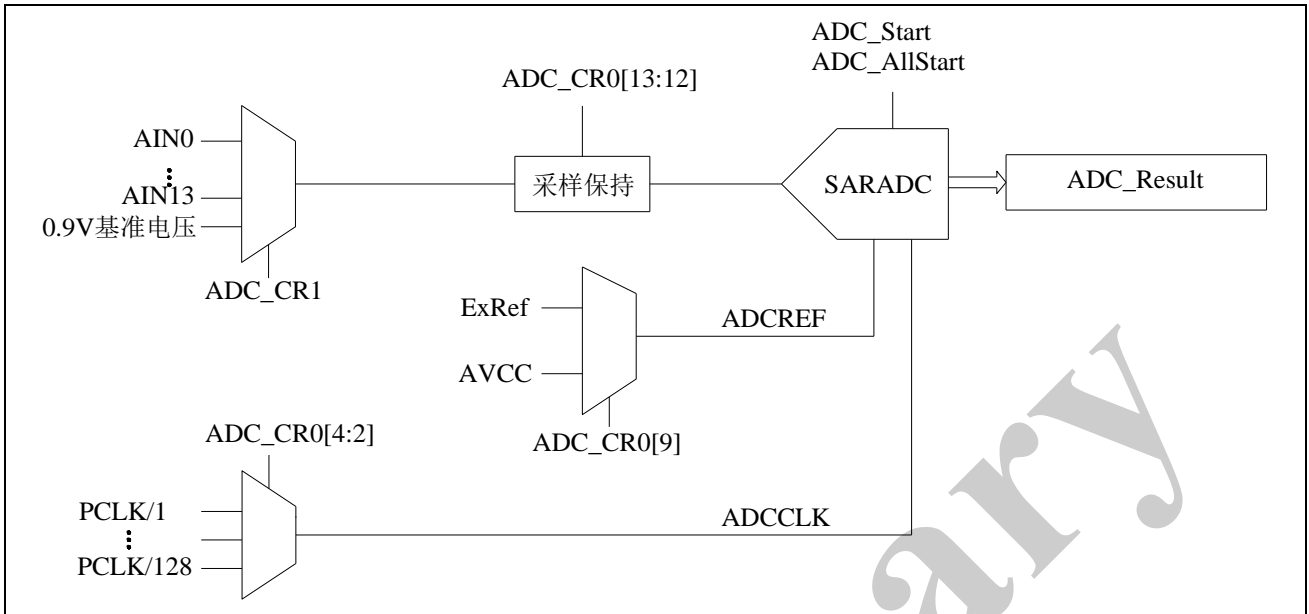 ADC_Start
ADC_AllStart
ADC_CR0[13:12]
AIN0
AIN13
0.9V基准电压
ADC_CR1
采样保持
SARADC
ADC_Result
ExRef
AVCC
ADCREF
ADC_CR0[9]
ADC_CR0[4:2]
PCLK/1
PCLK/128
ADCCLK
ary